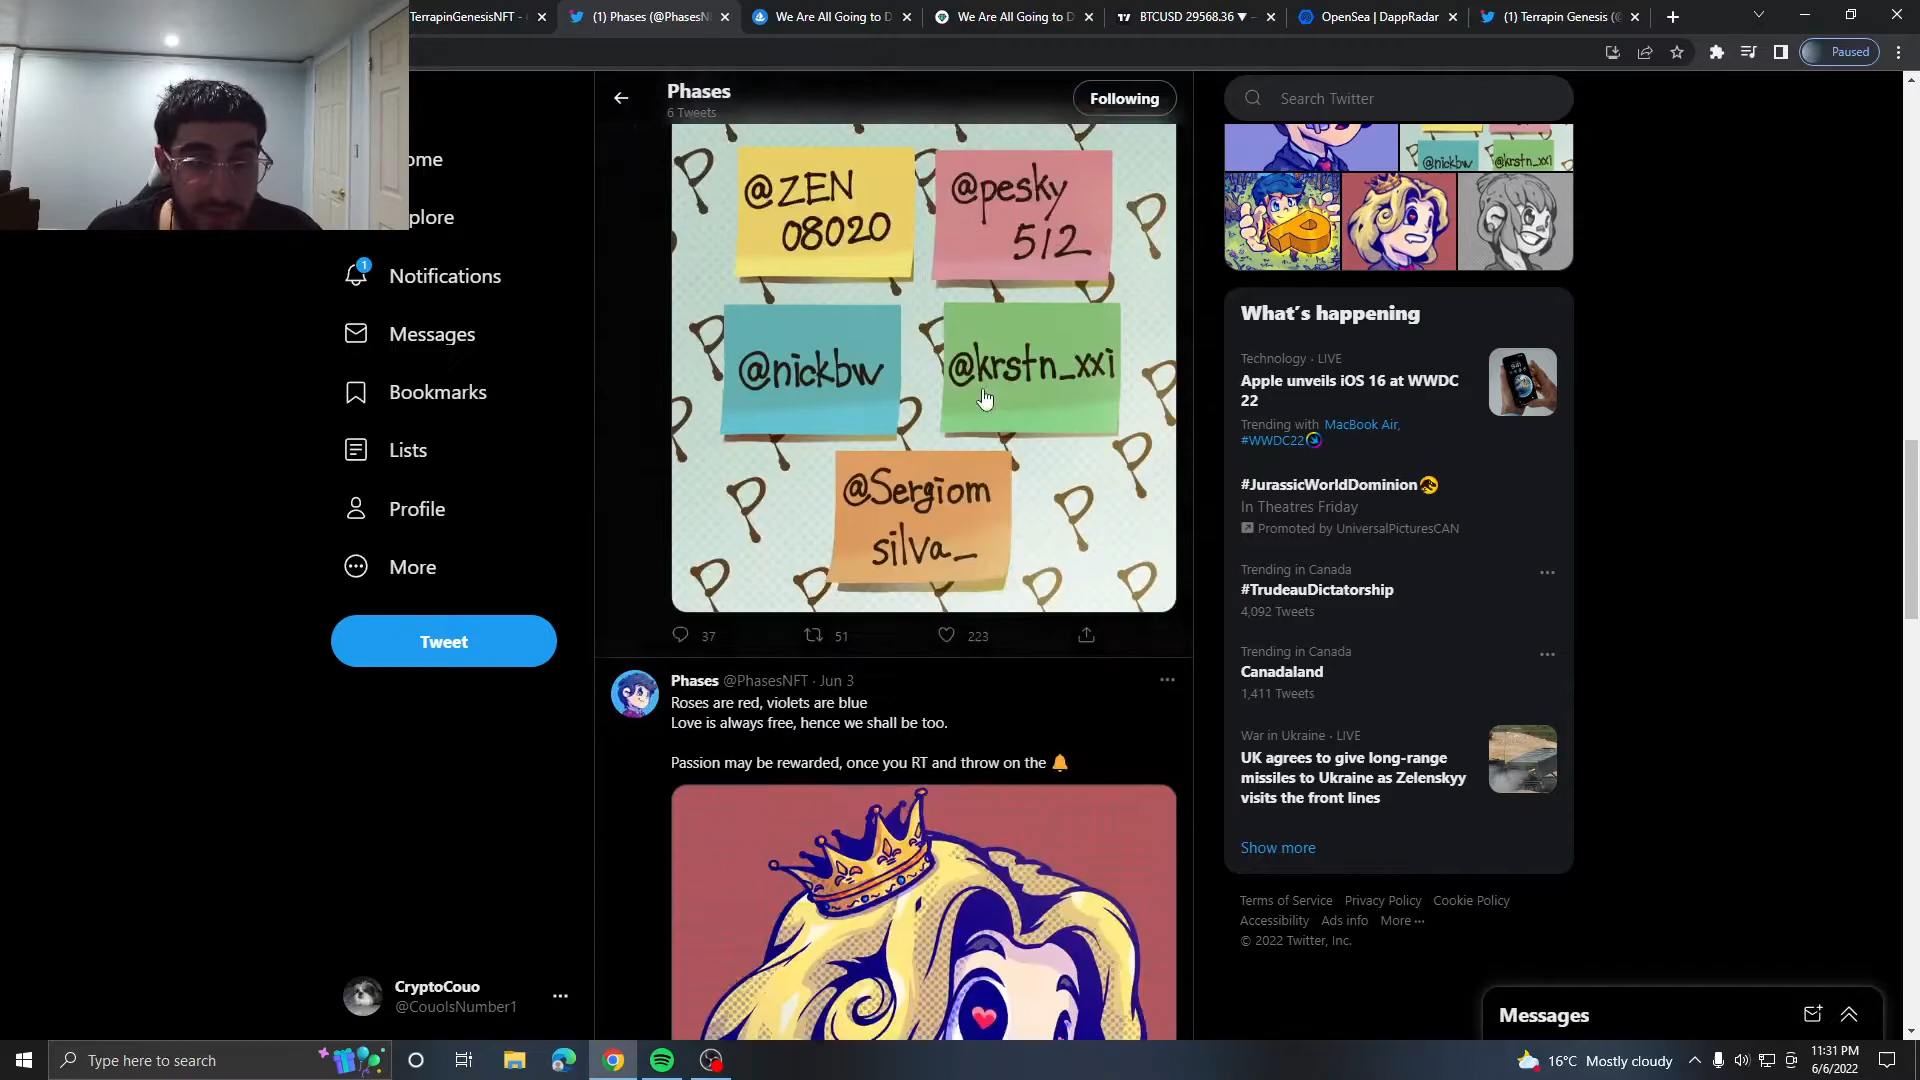 TerrapinGenesisNFT -
(1) Phases (@PhasesN
We Are All Going to D
We Are All Going to D
BTCUSD 29568.36 ▼ -
OpenSea | DappRadar
(1) Terrapin Genesis (@
Paused
Phases
6 Tweets
Following
Search Twitter
ome
plore
1
Notifications
Messages
Bookmarks
Lists
Profile
More
Tweet
CryptoCouo
@CouoIsNumber1
@ZEN
08020
@pesky
512
@nickbw
@krstn_xxi
@Sergiom
silva_
37
51
223
Phases @PhasesNFT · Jun 3
Roses are red, violets are blue
Love is always free, hence we shall be too.
Passion may be rewarded, once you RT and throw on the 🔔
@nickbw
@krstn_xxi
What's happening
Technology · LIVE
Apple unveils iOS 16 at WWDC
22
Trending with MacBook Air,
#WWDC22
#JurassicWorldDominion
In Theatres Friday
Promoted by UniversalPicturesCAN
Trending in Canada
#TrudeauDictatorship
4,092 Tweets
Trending in Canada
Canadaland
1,411 Tweets
War in Ukraine · LIVE
UK agrees to give long-range
missiles to Ukraine as Zelenskyy
visits the front lines
Show more
Terms of Service Privacy Policy Cookie Policy
Accessibility Ads info More ···
© 2022 Twitter, Inc.
Messages
Type here to search
16°C Mostly cloudy
11:31 PM
6/6/2022